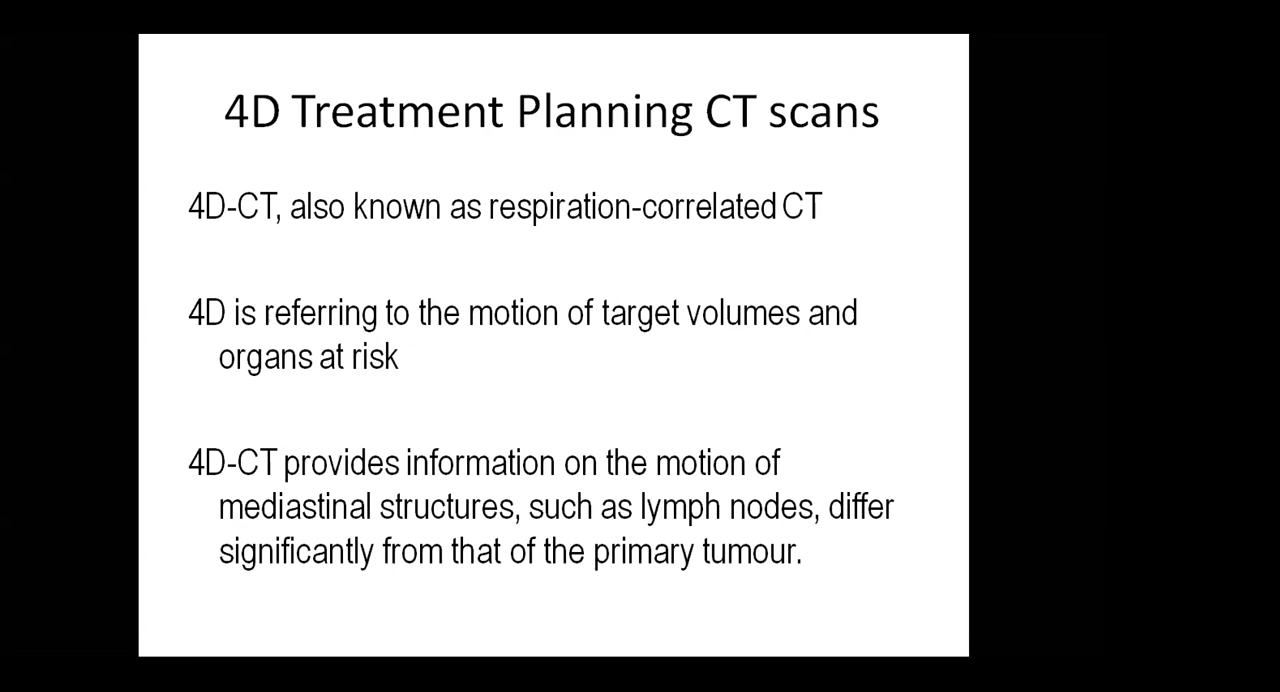 4D Treatment Planning CT scans
4D-CT, also known as respiration-correlated CT
4D is referring to the motion of target volumes and
organs at risk
4D-CT provides information on the motion of
mediastinal structures, such as lymph nodes, differ
significantly from that of the primary tumour.